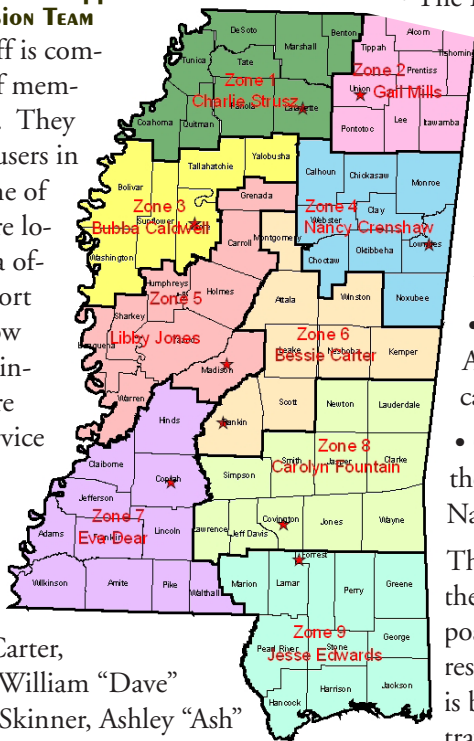 SION TEAM
ff is com-
f mem-
. They
users in
ne of
re lo-
a of-
ort
ow
in-
re
vice
Carter,
William “Dave”
Skinner, Ashley “Ash”
DeSoto
Benton
Marshall
Tunica
Tate
Zone 1
Charlie Strusz
Panola
Lafayette
Coahoma
Quitman
Alcorn
Tippah
Tishomingo
Zone 2
Prentiss
Union
Gail Mills
Pontotoc
Lee
Itawamba
Tallahatchie
Yalobusha
Bolivar
Zone 3
Sunflower
Bubba Caldwell
Washington
Calhoun
Chickasaw
Monroe
Zone 4
Clay
Webster
Nancy Crenshaw
Lowndes
Choctaw
Oktibbeha
Noxubee
Grenada
Carroll
Montgomery
Humphreys
Holmes
Zone 5
Sharkey
Libby Jones
Madison
Warren
Attala
Winston
Zone 6
Leake
Neshoba
Kemper
Bessie Carter
Scott
Rankin
Hinds
Claiborne
Copiah
Jefferson
Zone 7
Adams
Franklin
Lincoln
Eva Dear
Wilkinson
Amite
Pike
Walthall
Newton
Lauderdale
Zone 8
Simpson
Smith
Jasper
Clarke
Carolyn Fountain
Covington
Lawrence
Jeff Davis
Jones
Wayne
Forrest
Marion
Lamar
Perry
Greene
Zone 9
George
Pearl River
Stone
Jesse Edwards
Hancock
Harrison
Jackson
•
A
ca
•
the
Na
Th
the
po
res
is b
tra